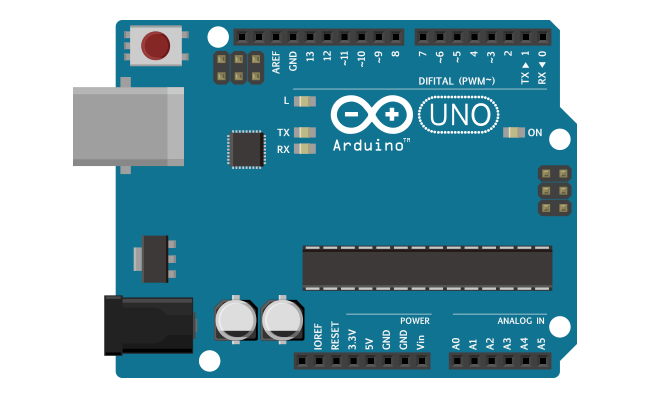 AREF
GND
13
12
~11
~10
~9
8
7
~6
~5
4
~3
2
TX ▶ 1
RX ◀ 0
DIFITAL (PWM~)
L
TX
RX
UNO
ON
Arduino™
POWER
ANALOG IN
IOREF
RESET
3.3V
5V
GND
GND
Vin
A0
A1
A2
A3
A4
A5